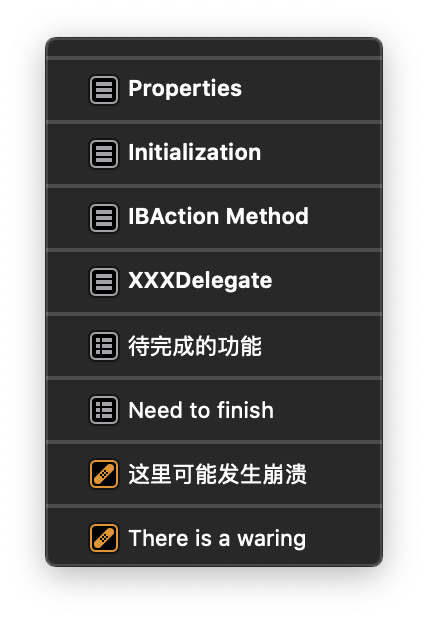 Properties
Initialization
IBAction Method
XXXDelegate
待完成的功能
Need to finish
这里可能发生崩溃
There is a waring